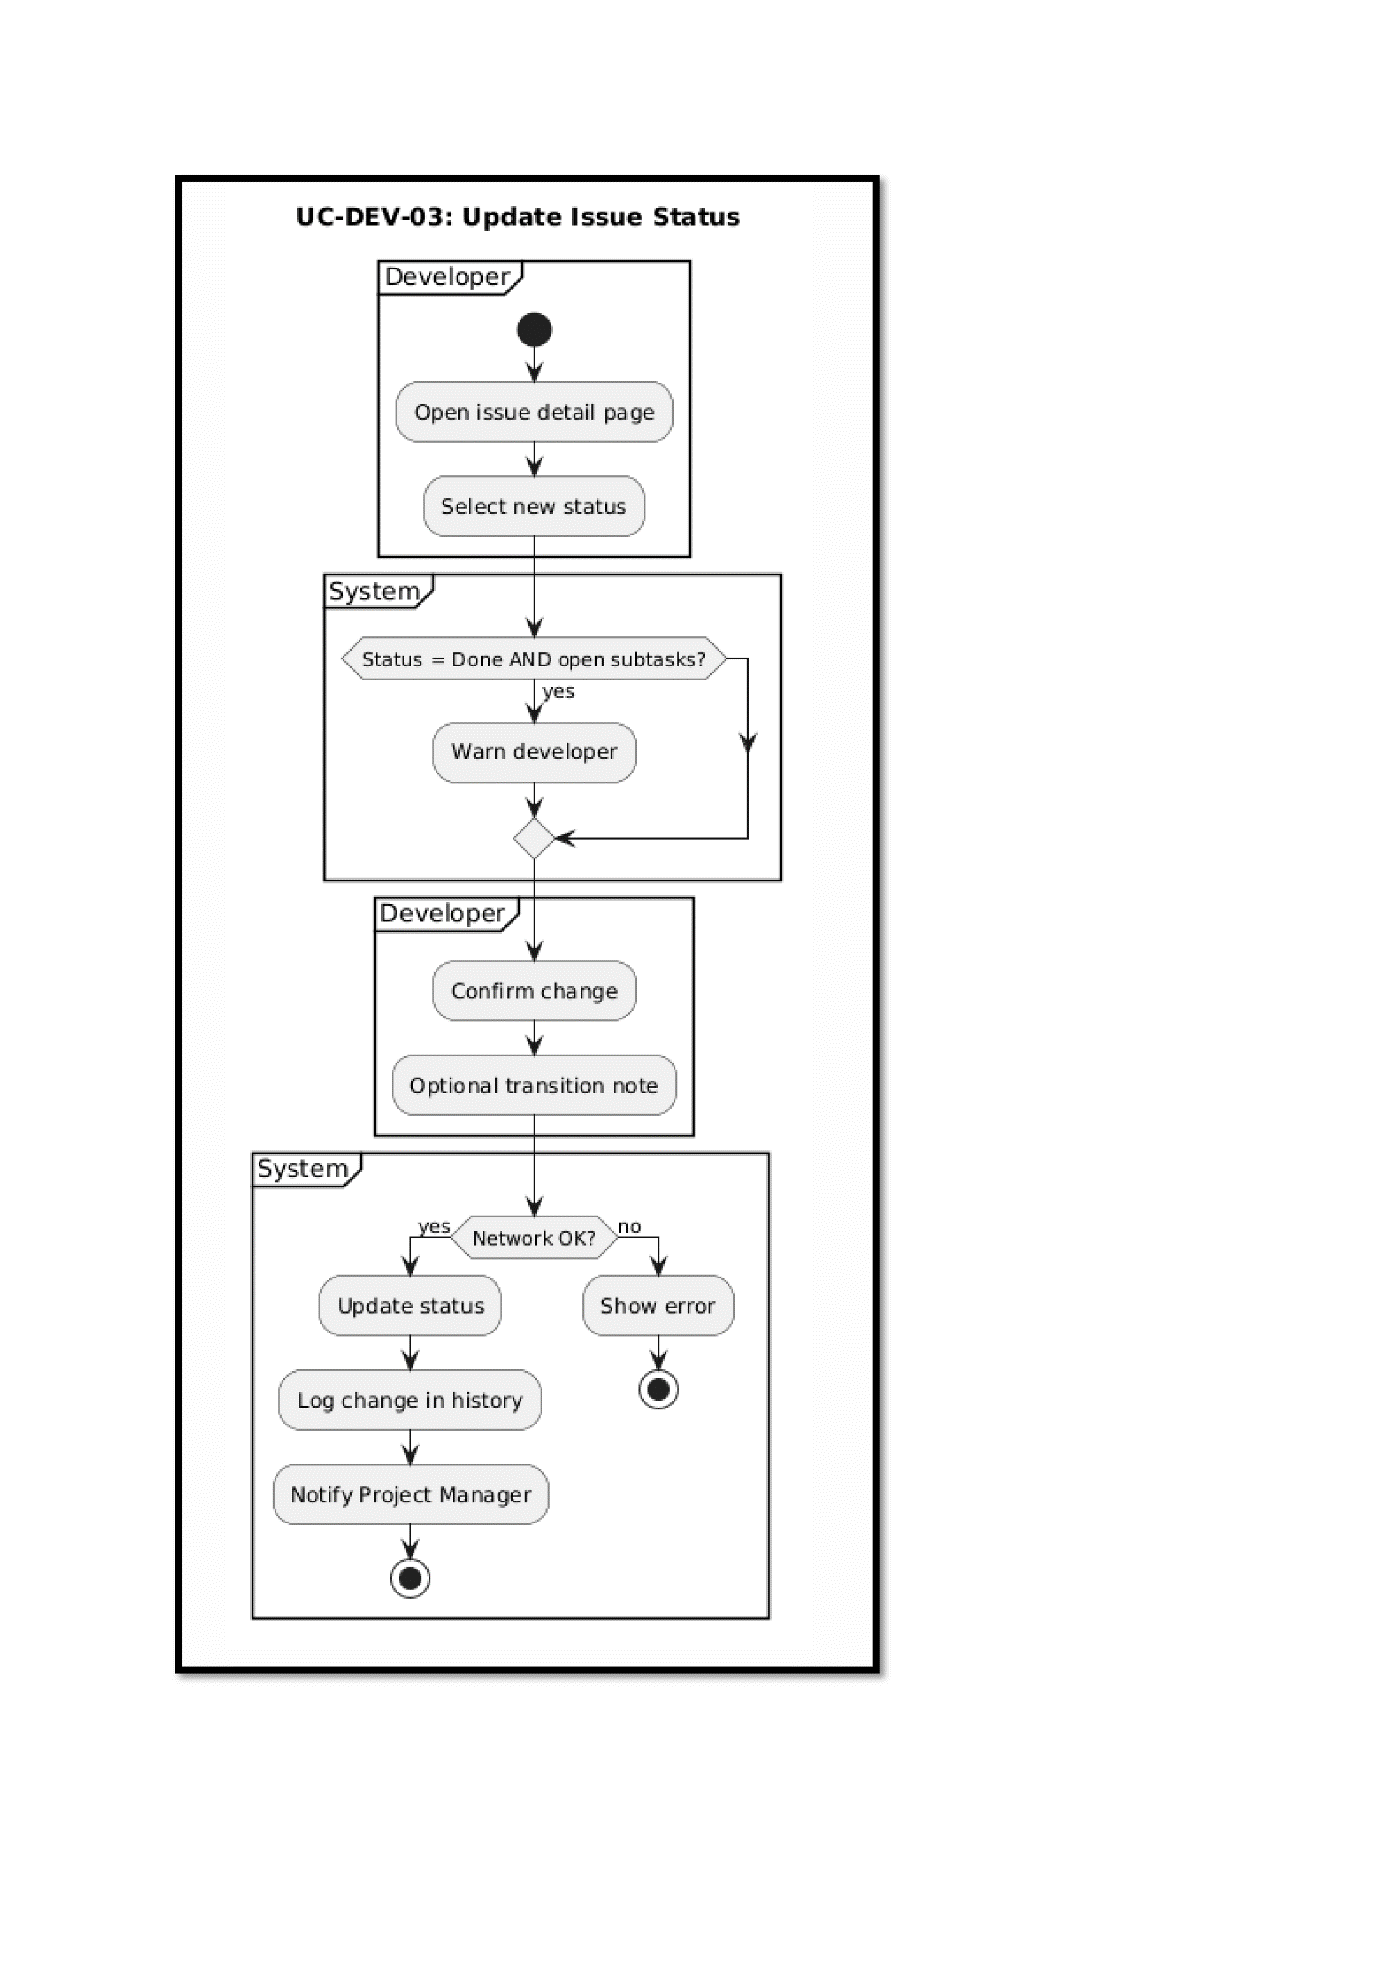 UC-DEV-03: Update Issue Status
Developer
Open issue detail page
Select new status
System
Status = Done AND open subtasks?
yes
Warn developer
Developer
Confirm change
Optional transition note
System
yes
Network OK?
no
Update status
Show error
Log change in history
Notify Project Manager